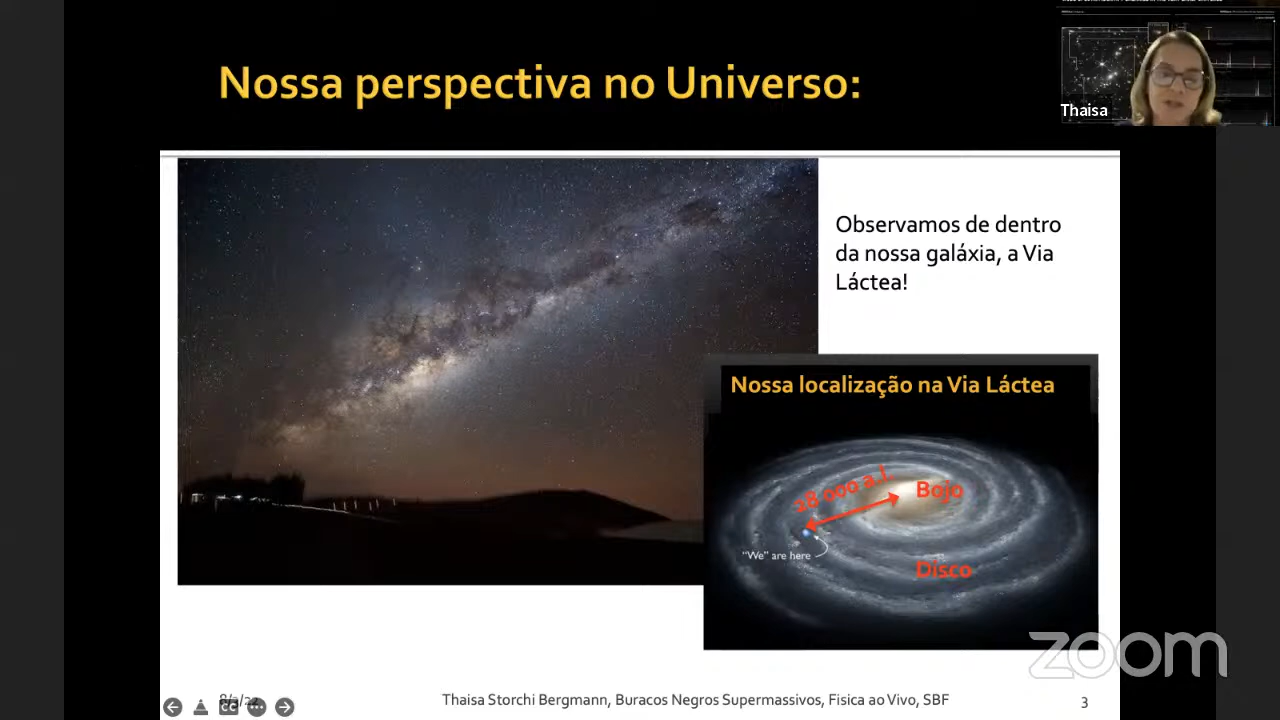 Nossa perspectiva no Universo:
Thaisa
Observamos de dentro
da nossa galáxia, a Via
Láctea!
Nossa localização na Via Láctea
28 000 a.l.
Bojo
"We" are here
Disco
zoom
CC
Thaisa Storchi Bergmann, Buracos Negros Supermassivos, Fisica ao Vivo, SBF
3